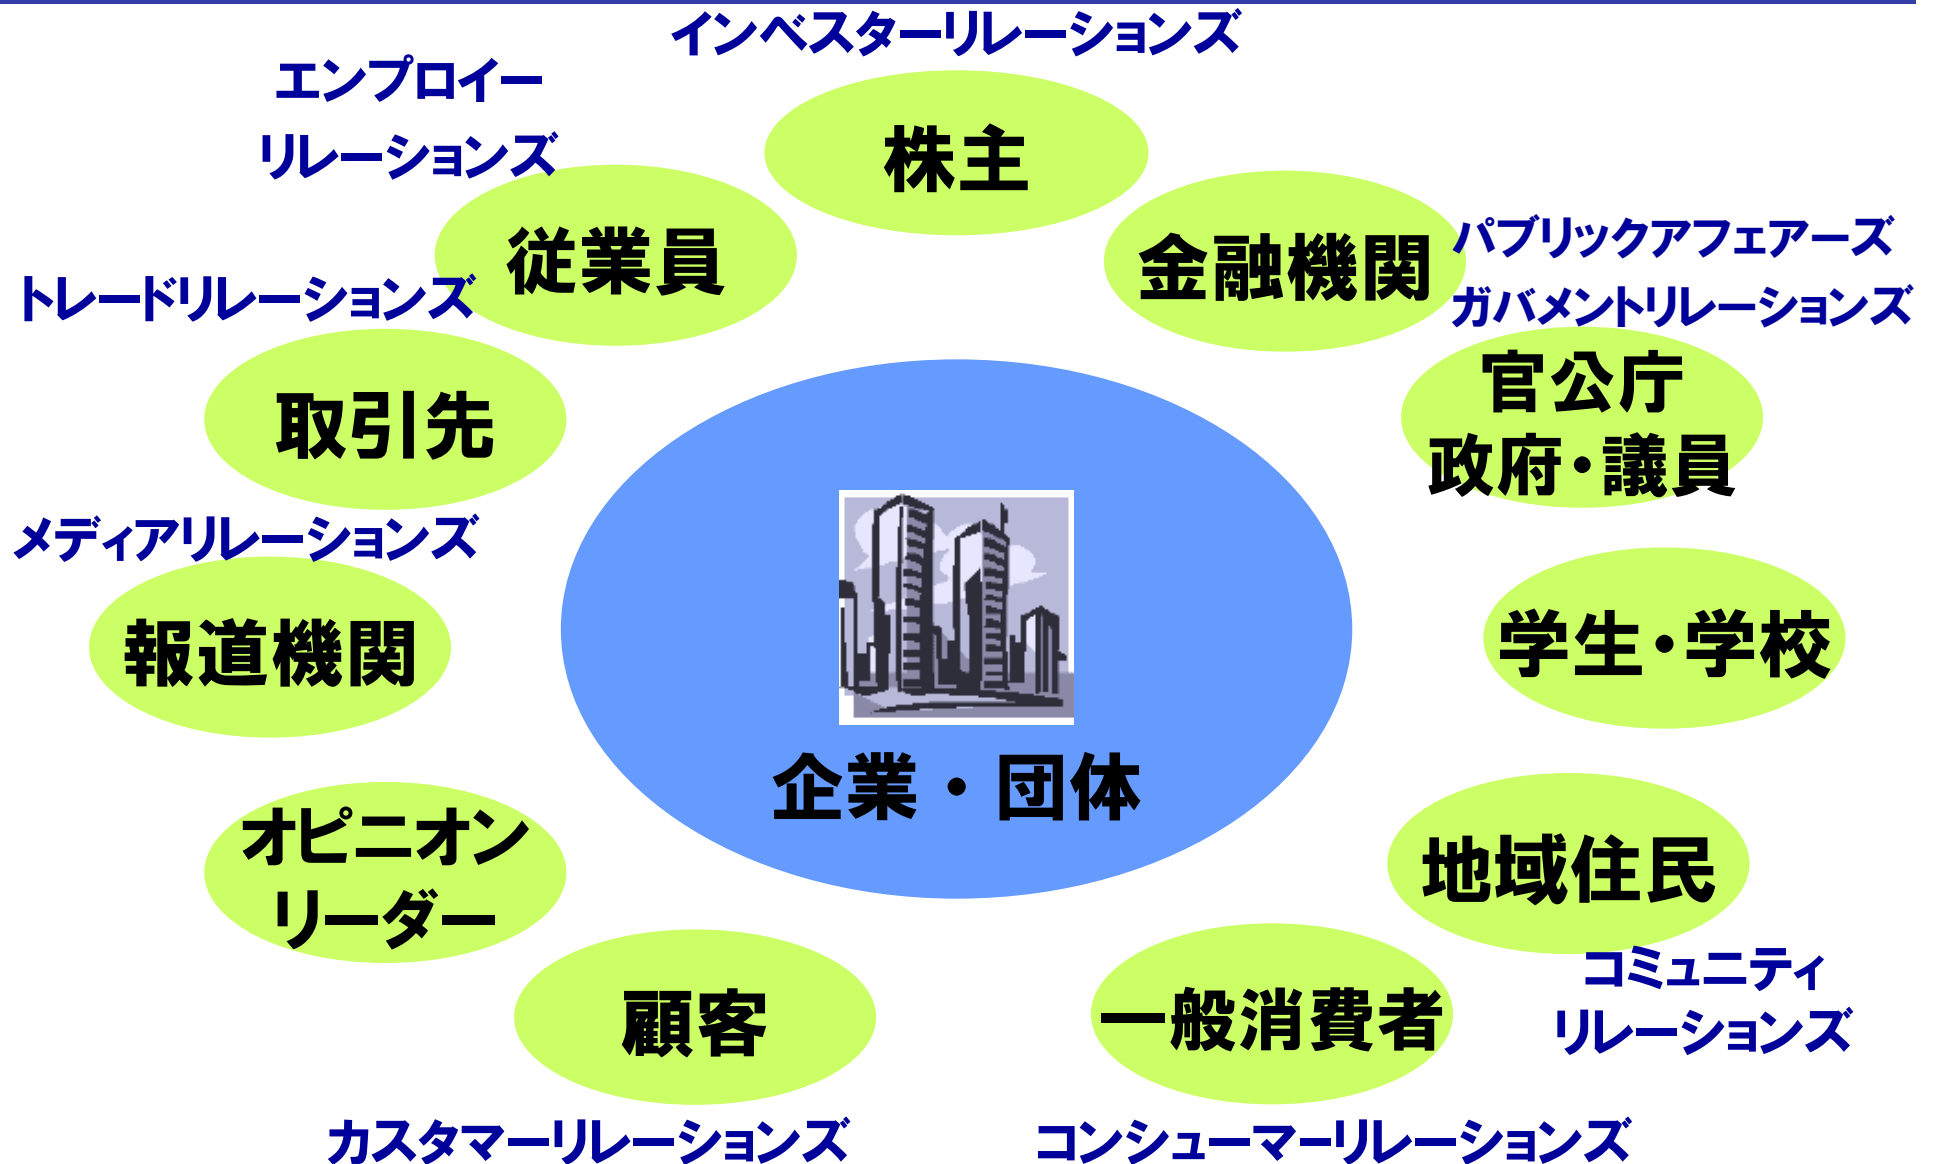 インベスターリレーションズ
エンプロイー
リレーションズ
株主
従業員
金融機関
パブリックアフェアーズ
ガバメントリレーションズ
トレードリレーションズ
取引先
官公庁
政府・議員
メディアリレーションズ
報道機関
学生・学校
企業・団体
オピニオン
リーダー
地域住民
コミュニティ
リレーションズ
顧客
一般消費者
カスタマーリレーションズ
コンシューマーリレーションズ